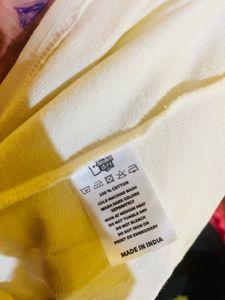 100 % COTTON
COLD MACHINE WASH
WASH DARK COLORS
SEPARATELY
IRON AT MEDIUM HEAT
DO NOT TUMBLE DRY
DO NOT BLEACH
DO NOT IRON ON
PRINT OR EMBROIDERY
MADE IN INDIA